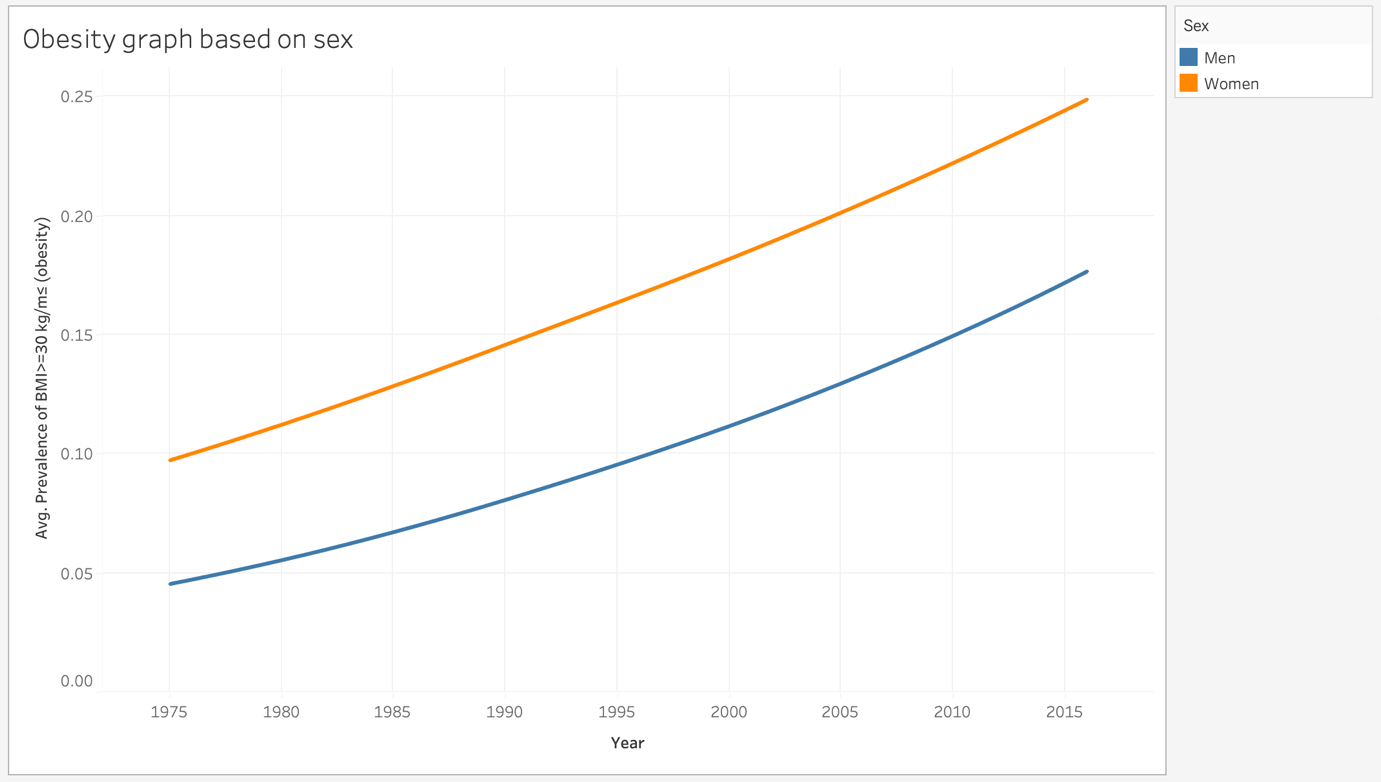 Obesity graph based on sex
Sex
Men
Women
0.25
0.20
0.15
0.10
0.05
0.00
Avg. Prevalence of BMI>=30 kg/m≤ (obesity)
1975 1980 1985 1990 1995 2000 2005 2010 2015
Year